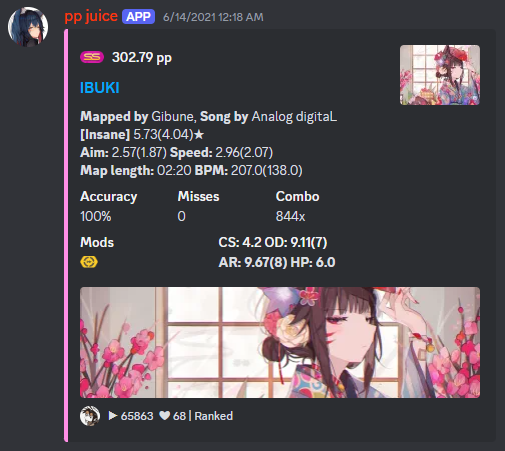 pp juice APP 6/14/2021 12:18 AM
SS 302.79 pp
IBUKI
Mapped by Gibune, Song by Analog digitaL
[Insane] 5.73(4.04)★
Aim: 2.57(1.87) Speed: 2.96(2.07)
Map length: 02:20 BPM: 207.0(138.0)
Accuracy Misses Combo
100% 0 844x
Mods CS: 4.2 OD: 9.11(7)
AR: 9.67(8) HP: 6.0
65863 68 | Ranked